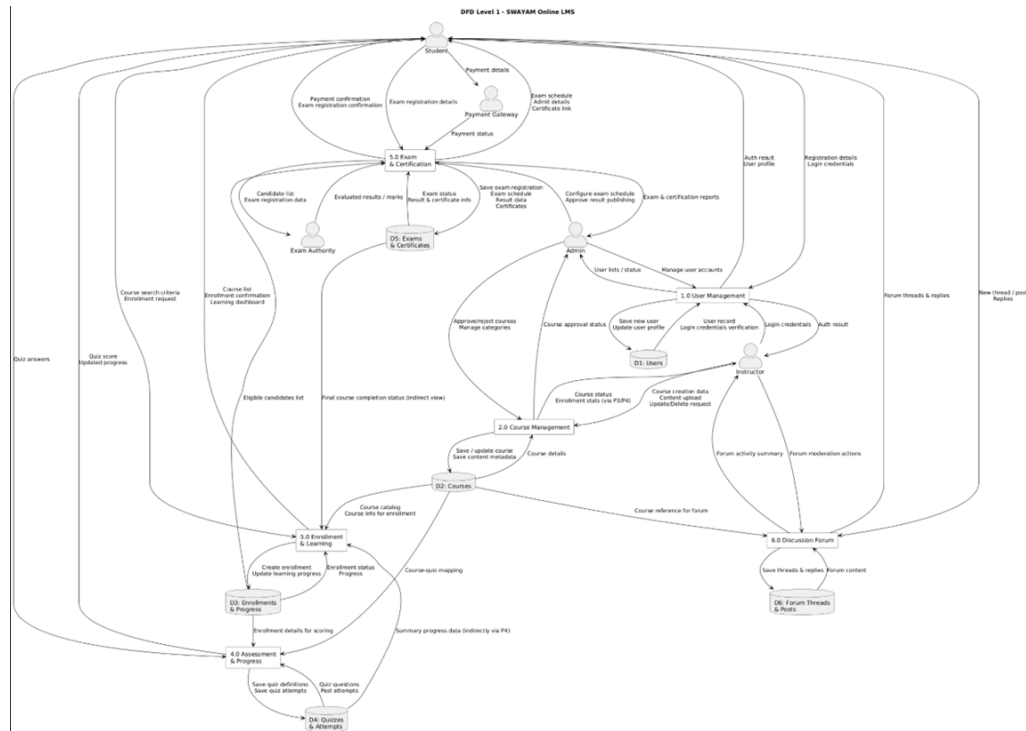 DFD Level 1 - SWAYAM Online LMS
Student
Payment details
Payment Gateway
Payment confirmation
Exam registration confirmation
Exam registration details
Exam schedule
Admit details
Certificate link
Payment status
5.0 Exam
& Certification
Auth result
User profile
Registration details
Login credentials
Candidate list
Exam registration data
Evaluated results / marks
Exam status
Result & certificate info
Save exam registration
Exam schedule
Result data
Certificates
Configure exam schedule
Approve result publishing
Exam & certification reports
Exam Authority
D5: Exams
& Certificates
Admin
User lists / status
Manage user accounts
1.0 User Management
Course search criteria
Enrollment request
Course list
Enrollment confirmation
Learning dashboard
Forum threads & replies
New thread / post
Replies
Approve/reject courses
Manage categories
Course approval status
Save new user
Update user profile
User record
Login credentials verification
Login credentials
Auth result
D1: Users
Instructor
Quiz answers
Quiz score
Updated progress
Eligible candidates list
Final course completion status (indirect view)
Course status
Enrollment stats (via P3/P4)
Course creation data
Content upload
Update/Delete request
2.0 Course Management
Save / update course
Save content metadata
Course details
Forum activity summary
Forum moderation actions
D2: Courses
Course catalog
Course info for enrollment
Course reference for forum
3.0 Enrollment
& Learning
6.0 Discussion Forum
Create enrollment
Update learning progress
Enrollment status
Progress
Course-quiz mapping
Save threads & replies
Forum content
D3: Enrollments
& Progress
D6: Forum Threads
& Posts
Enrollment details for scoring
Summary progress data (indirectly via P4)
4.0 Assessment
& Progress
Save quiz definitions
Save quiz attempts
Quiz questions
Past attempts
D4: Quizzes
& Attempts